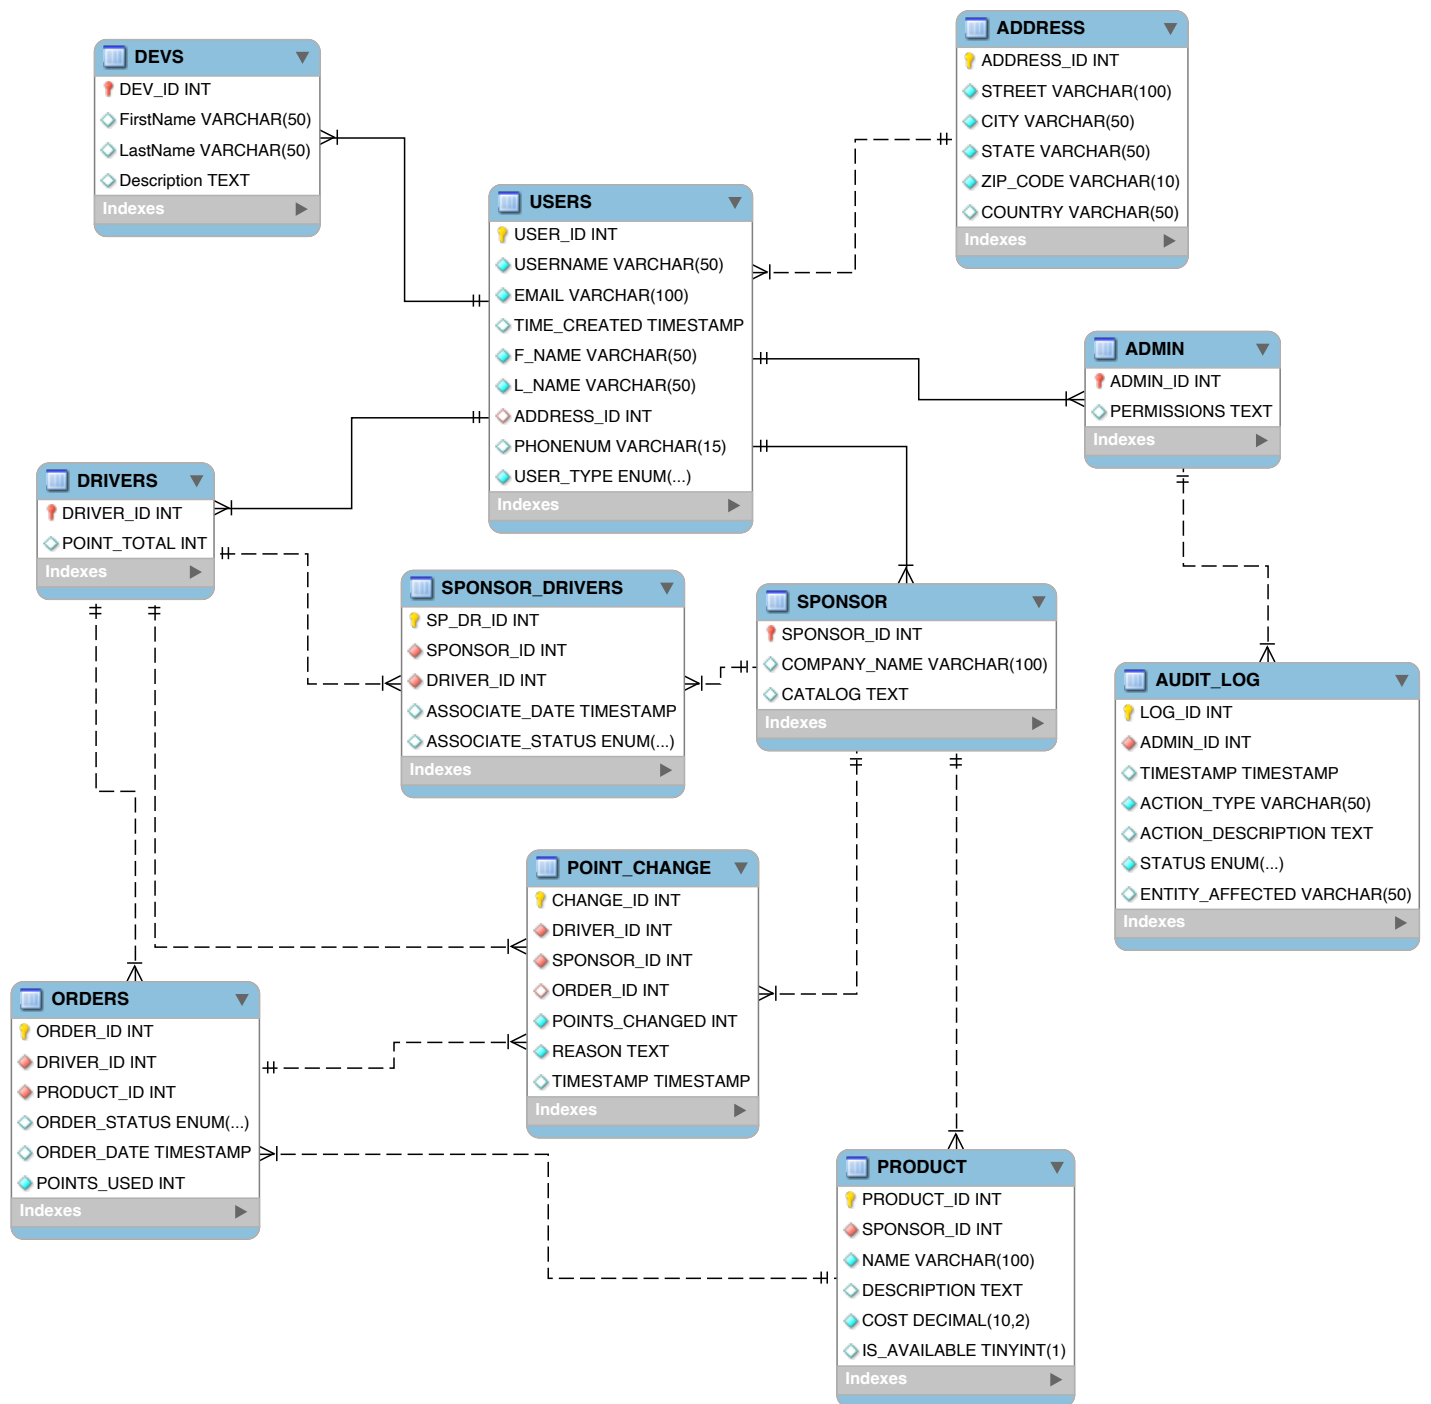 DEVS
DEV_ID INT
FirstName VARCHAR(50)
LastName VARCHAR(50)
Description TEXT
Indexes
ADDRESS
ADDRESS_ID INT
STREET VARCHAR(100)
CITY VARCHAR(50)
STATE VARCHAR(50)
ZIP_CODE VARCHAR(10)
COUNTRY VARCHAR(50)
Indexes
USERS
USER_ID INT
USERNAME VARCHAR(50)
EMAIL VARCHAR(100)
TIME_CREATED TIMESTAMP
F_NAME VARCHAR(50)
L_NAME VARCHAR(50)
ADDRESS_ID INT
PHONENUM VARCHAR(15)
USER_TYPE ENUM(...)
Indexes
ADMIN
ADMIN_ID INT
PERMISSIONS TEXT
Indexes
DRIVERS
DRIVER_ID INT
POINT_TOTAL INT
Indexes
SPONSOR_DRIVERS
SP_DR_ID INT
SPONSOR_ID INT
DRIVER_ID INT
ASSOCIATE_DATE TIMESTAMP
ASSOCIATE_STATUS ENUM(...)
Indexes
SPONSOR
SPONSOR_ID INT
COMPANY_NAME VARCHAR(100)
CATALOG TEXT
Indexes
AUDIT_LOG
LOG_ID INT
ADMIN_ID INT
TIMESTAMP TIMESTAMP
ACTION_TYPE VARCHAR(50)
ACTION_DESCRIPTION TEXT
STATUS ENUM(...)
ENTITY_AFFECTED VARCHAR(50)
Indexes
POINT_CHANGE
CHANGE_ID INT
DRIVER_ID INT
SPONSOR_ID INT
ORDER_ID INT
POINTS_CHANGED INT
REASON TEXT
TIMESTAMP TIMESTAMP
Indexes
ORDERS
ORDER_ID INT
DRIVER_ID INT
PRODUCT_ID INT
ORDER_STATUS ENUM(...)
ORDER_DATE TIMESTAMP
POINTS_USED INT
Indexes
PRODUCT
PRODUCT_ID INT
SPONSOR_ID INT
NAME VARCHAR(100)
DESCRIPTION TEXT
COST DECIMAL(10,2)
IS_AVAILABLE TINYINT(1)
Indexes